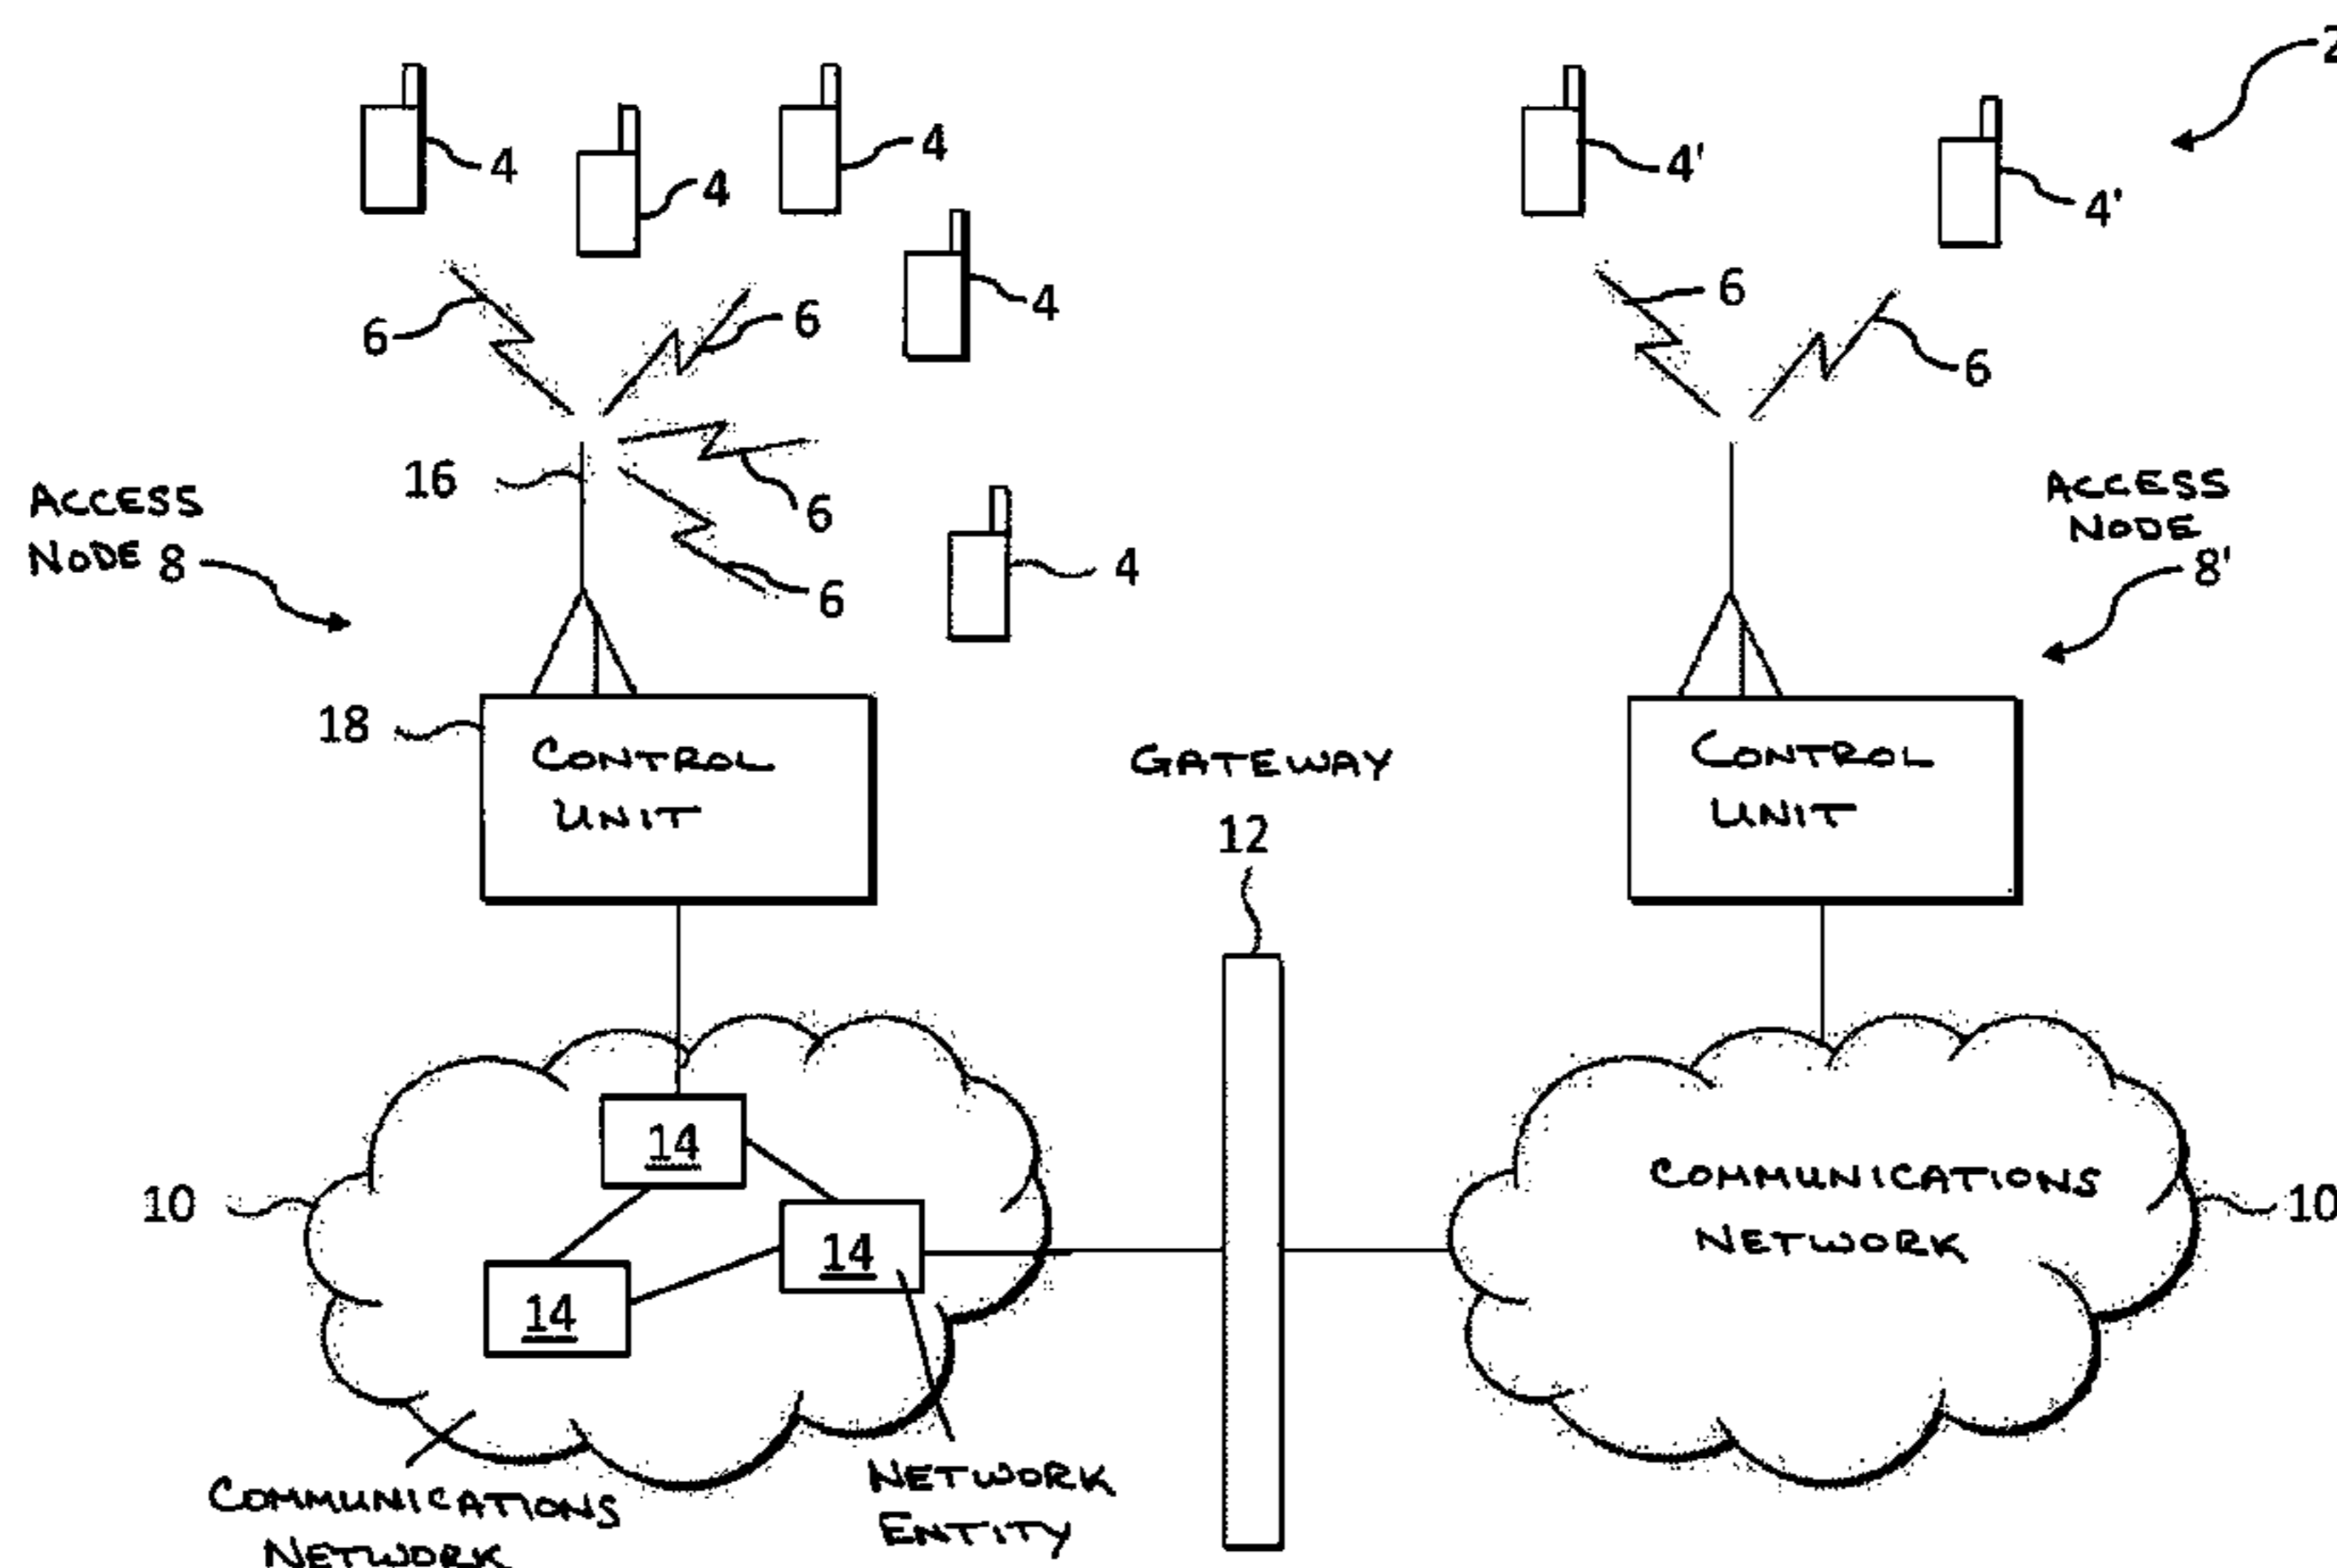 2
4
4
4
4'
4'
4
6
6
6
6
6
16
6
ACCESS
NODE 8
4
6
ACCESS
NODE
8'
18
CONTROL
UNIT
GATEWAY
12
CONTROL
UNIT
14
10
14
14
COMMUNICATIONS
NETWORK
10
COMMUNICATIONS
NETWORK
NETWORK
ENTITY